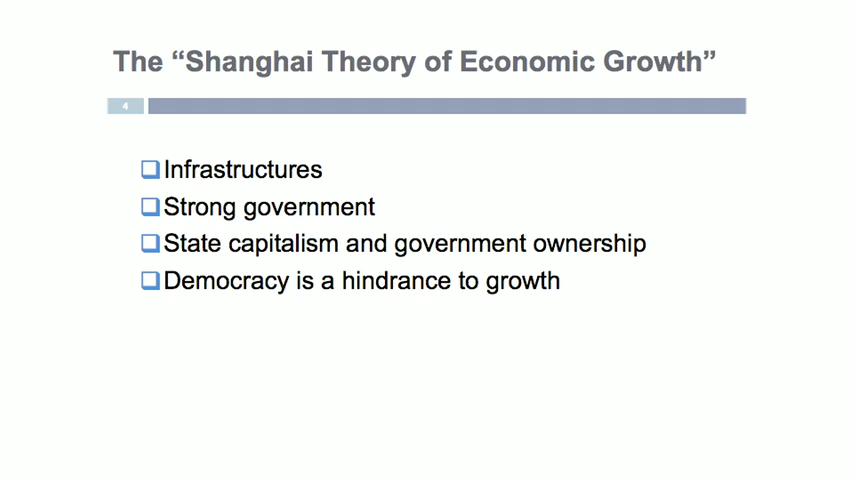 The “Shanghai Theory of Economic Growth”
4
Infrastructures
Strong government
State capitalism and government ownership
Democracy is a hindrance to growth